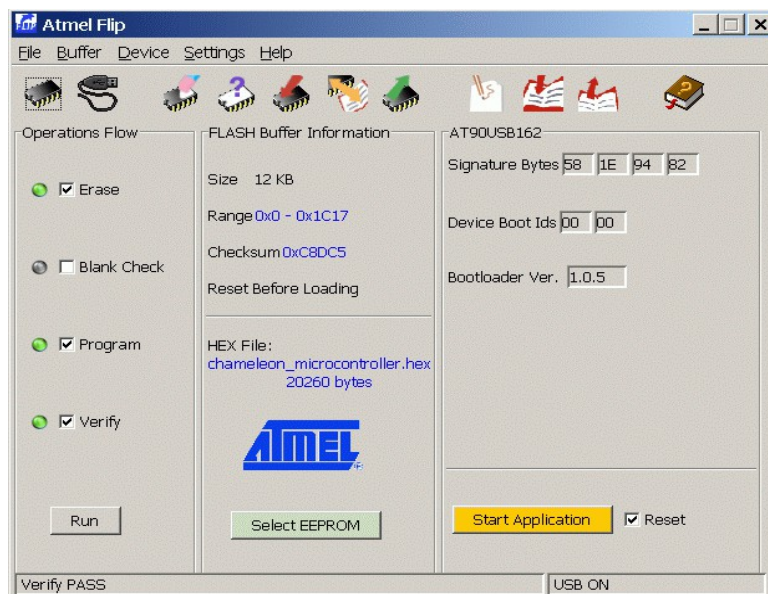 Atmel Flip
File Buffer Device Settings Help
Operations Flow
Erase
Blank Check
Program
Verify
Run
FLASH Buffer Information
Size 12 KB
Range 0x0 - 0x1C17
Checksum 0xC8DC5
Reset Before Loading
HEX File:
chameleon_microcontroller.hex
20260 bytes
ATMEL
Select EEPROM
AT90USB162
Signature Bytes 58 1E 94 82
Device Boot Ids 00 00
Bootloader Ver. 1.0.5
Start Application Reset
Verify PASS USB ON